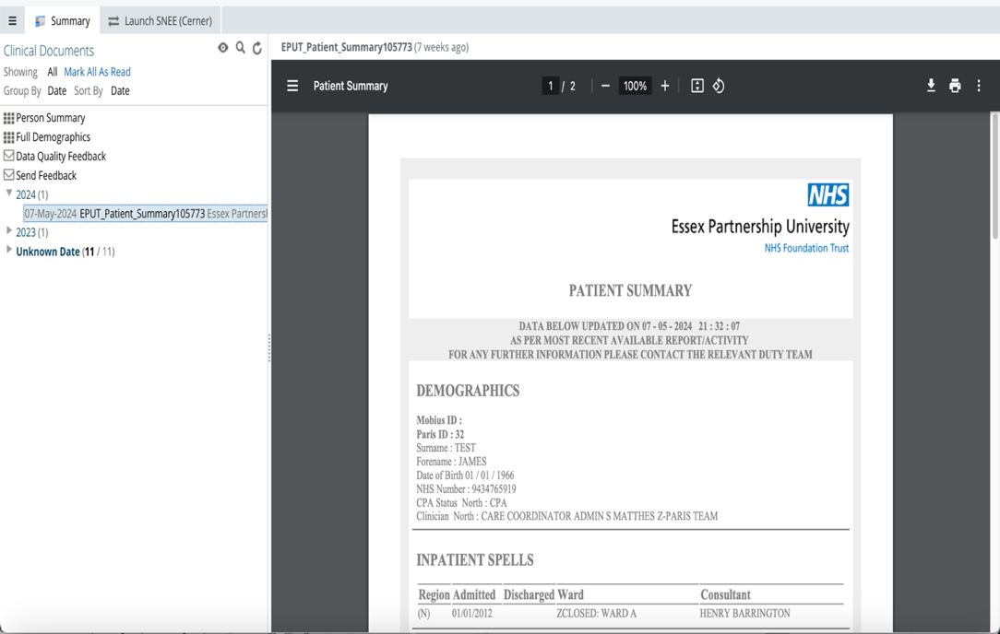 Summary
Launch SNEE (Cerner)
Clinical Documents
Showing All Mark All As Read
Group By Date Sort By Date
Person Summary
Full Demographics
Data Quality Feedback
Send Feedback
2024 (1)
07-May-2024 EPUT_Patient_Summary105773 Essex Partnersl
2023 (1)
Unknown Date (11 / 11)
EPUT_Patient_Summary105773 (7 weeks ago)
Patient Summary
1 / 2
100%
NHS
Essex Partnership University
NHS Foundation Trust
PATIENT SUMMARY
DATA BELOW UPDATED ON 07 - 05 - 2024 21 : 32 : 07
AS PER MOST RECENT AVAILABLE REPORT/ACTIVITY
FOR ANY FURTHER INFORMATION PLEASE CONTACT THE RELEVANT DUTY TEAM
DEMOGRAPHICS
Mobius ID :
Paris ID : 32
Surname : TEST
Forename : JAMES
Date of Birth 01 / 01 / 1966
NHS Number : 9434765919
CPA Status North : CPA
Clinician North : CARE COORDINATOR ADMIN S MATTHES Z-PARIS TEAM
INPATIENT SPELLS
Region Admitted Discharged Ward Consultant
(N) 01/01/2012 ZCLOSED: WARD A HENRY BARRINGTON